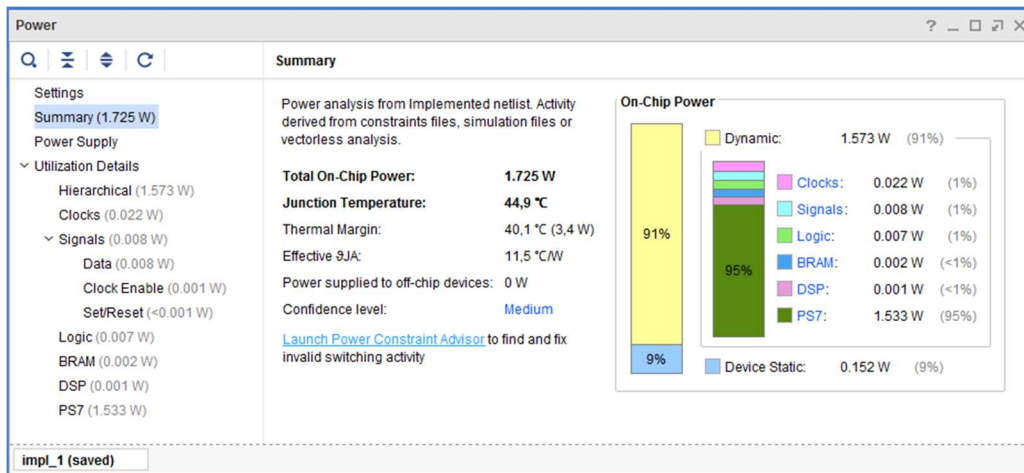 Power
Summary
Settings
Summary (1.725 W)
Power Supply
Utilization Details
Hierarchical (1.573 W)
Clocks (0.022 W)
Signals (0.008 W)
Data (0.008 W)
Clock Enable (0.001 W)
Set/Reset (<0.001 W)
Logic (0.007 W)
BRAM (0.002 W)
DSP (0.001 W)
PS7 (1.533 W)
Power analysis from Implemented netlist. Activity
derived from constraints files, simulation files or
vectorless analysis.
Total On-Chip Power: 1.725 W
Junction Temperature: 44,9 °C
Thermal Margin: 40,1 °C (3,4 W)
Effective ϑJA: 11,5 °C/W
Power supplied to off-chip devices: 0 W
Confidence level: Medium
Launch Power Constraint Advisor to find and fix
invalid switching activity
On-Chip Power
91%
9%
Dynamic: 1.573 W (91%)
95%
Clocks: 0.022 W (1%)
Signals: 0.008 W (1%)
Logic: 0.007 W (1%)
BRAM: 0.002 W (<1%)
DSP: 0.001 W (<1%)
PS7: 1.533 W (95%)
Device Static: 0.152 W (9%)
impl_1 (saved)